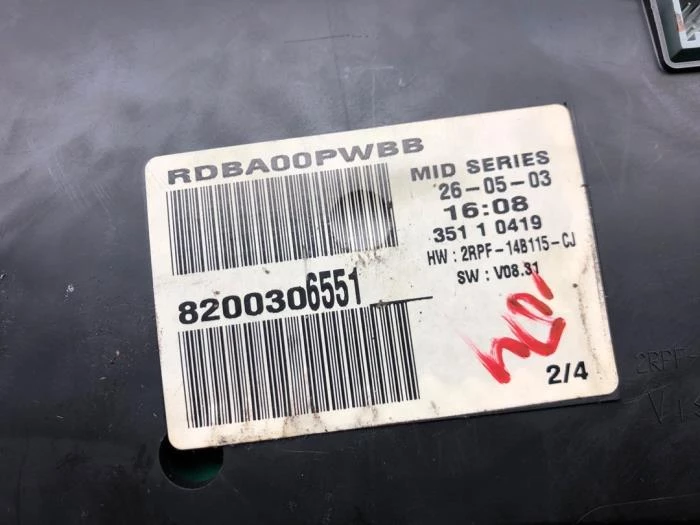 RDBA00PWBB
MID SERIES
26-05-03
16:08
351 1 0419
HW : 2RPF-14B115-CJ
SW : V08.31
8200306551
2/4
2RPF